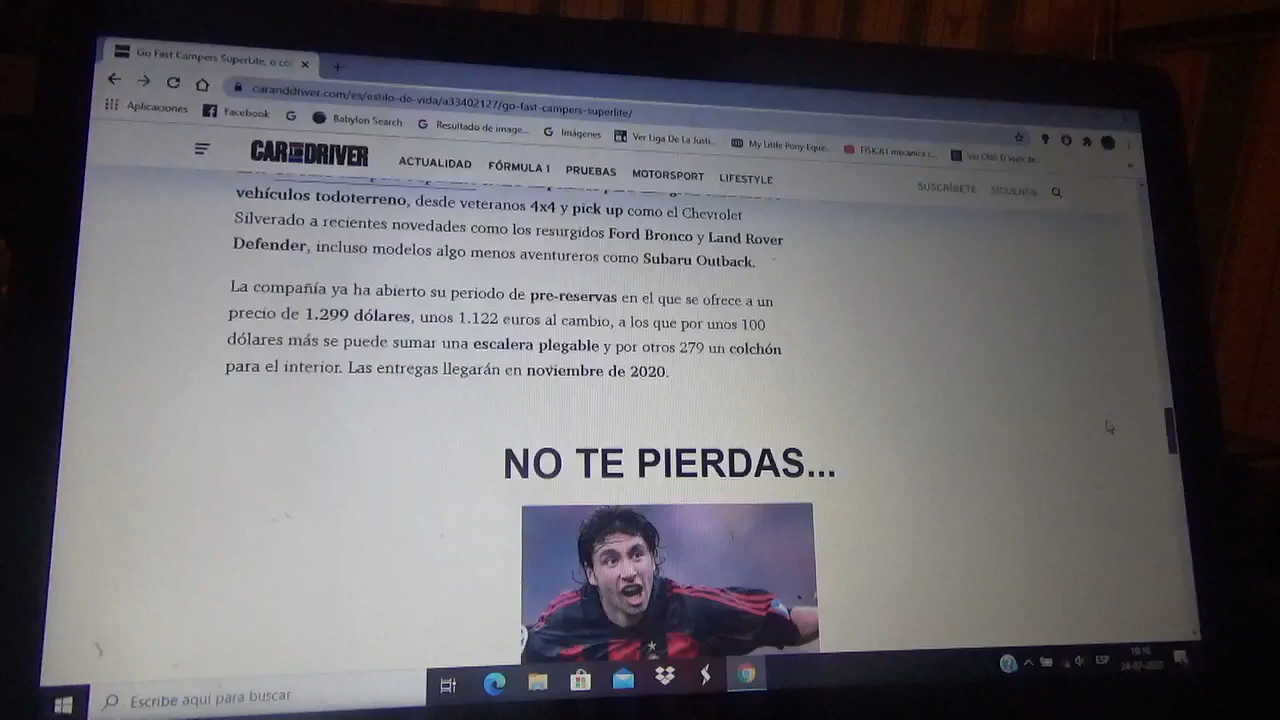 Go Fast Campers SuperLite, o có
caranddriver.com/es/estilo-de-vida/a33402127/go-fast-campers-superlite/
Aplicaciones Facebook G Babylon Search Resultado de image... Imágenes Ver Liga De La Justi... My Little Pony Eque...
CAR DRIVER ACTUALIDAD FÓRMULA 1 PRUEBAS MOTORSPORT LIFESTYLE SUSCRÍBETE SÍGUENOS
vehículos todoterreno, desde veteranos 4x4 y pick up como el Chevrolet
Silverado a recientes novedades como los resurgidos Ford Bronco y Land Rover
Defender, incluso modelos algo menos aventureros como Subaru Outback.
La compañía ya ha abierto su periodo de pre-reservas en el que se ofrece a un
precio de 1.299 dólares, unos 1.122 euros al cambio, a los que por unos 100
dólares más se puede sumar una escalera plegable y por otros 279 un colchón
para el interior. Las entregas llegarán en noviembre de 2020.
NO TE PIERDAS...
Escribe aquí para buscar
ESP